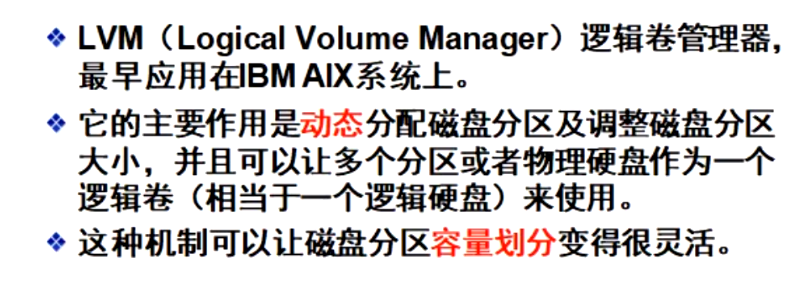 ❖ LVM（Logical Volume Manager）逻辑卷管理器，
最早应用在IBM AIX系统上。
❖ 它的主要作用是动态分配磁盘分区及调整磁盘分区
大小，并且可以让多个分区或者物理硬盘作为一个
逻辑卷（相当于一个逻辑硬盘）来使用。
❖ 这种机制可以让磁盘分区容量划分变得很灵活。